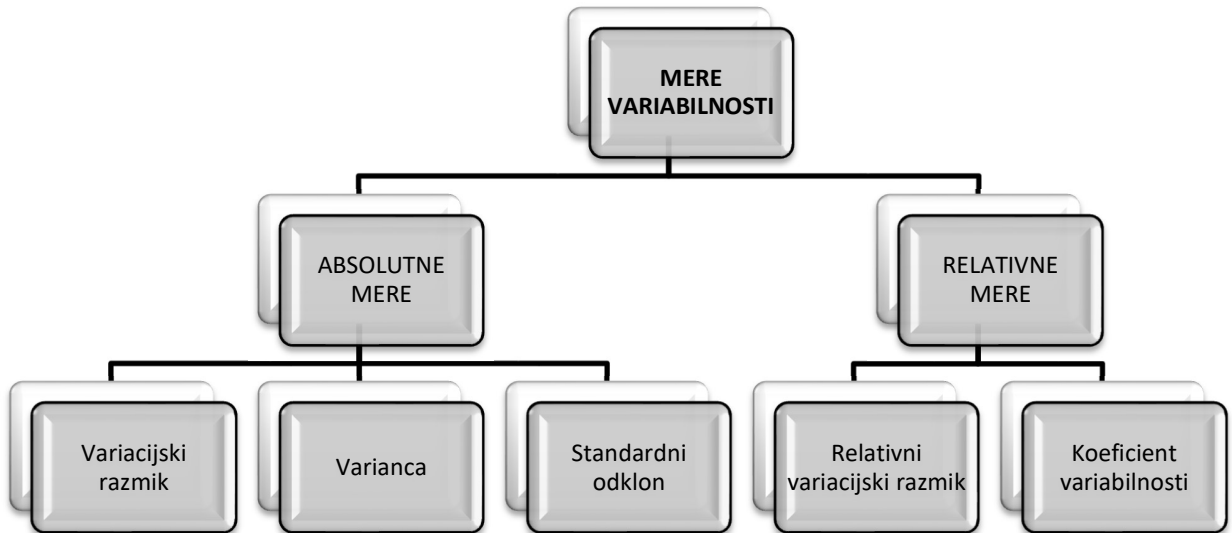 MERE
VARIABILNOSTI
ABSOLUTNE
MERE
RELATIVNE
MERE
Variacijski
razmik
Varianca
Standardni
odklon
Relativni
variacijski razmik
Koeficient
variabilnosti